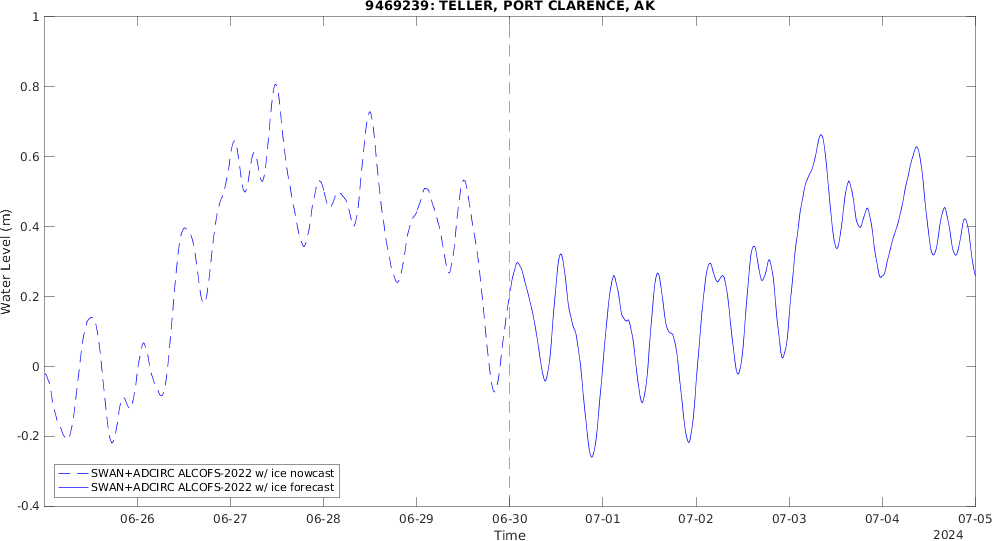 9469239: TELLER, PORT CLARENCE, AK
1
0.8
0.6
0.4
0.2
0
-0.2
-0.4
Water Level (m)
SWAN+ADCIRC ALCOFS-2022 w/ ice nowcast
SWAN+ADCIRC ALCOFS-2022 w/ ice forecast
06-26 06-27 06-28 06-29 06-30 07-01 07-02 07-03 07-04 07-05
Time
2024